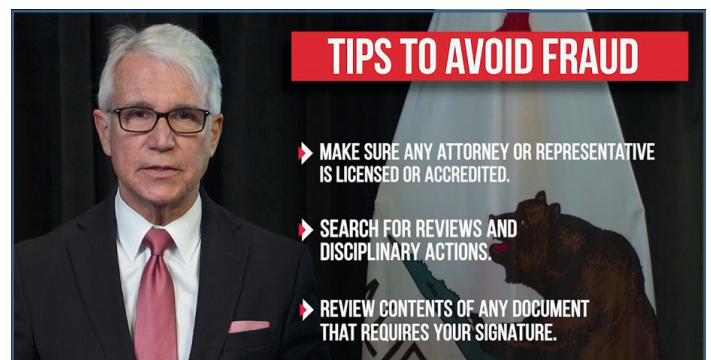 TIPS TO AVOID FRAUD
MAKE SURE ANY ATTORNEY OR REPRESENTATIVE
IS LICENSED OR ACCREDITED.
SEARCH FOR REVIEWS AND
DISCIPLINARY ACTIONS.
REVIEW CONTENTS OF ANY DOCUMENT
THAT REQUIRES YOUR SIGNATURE.